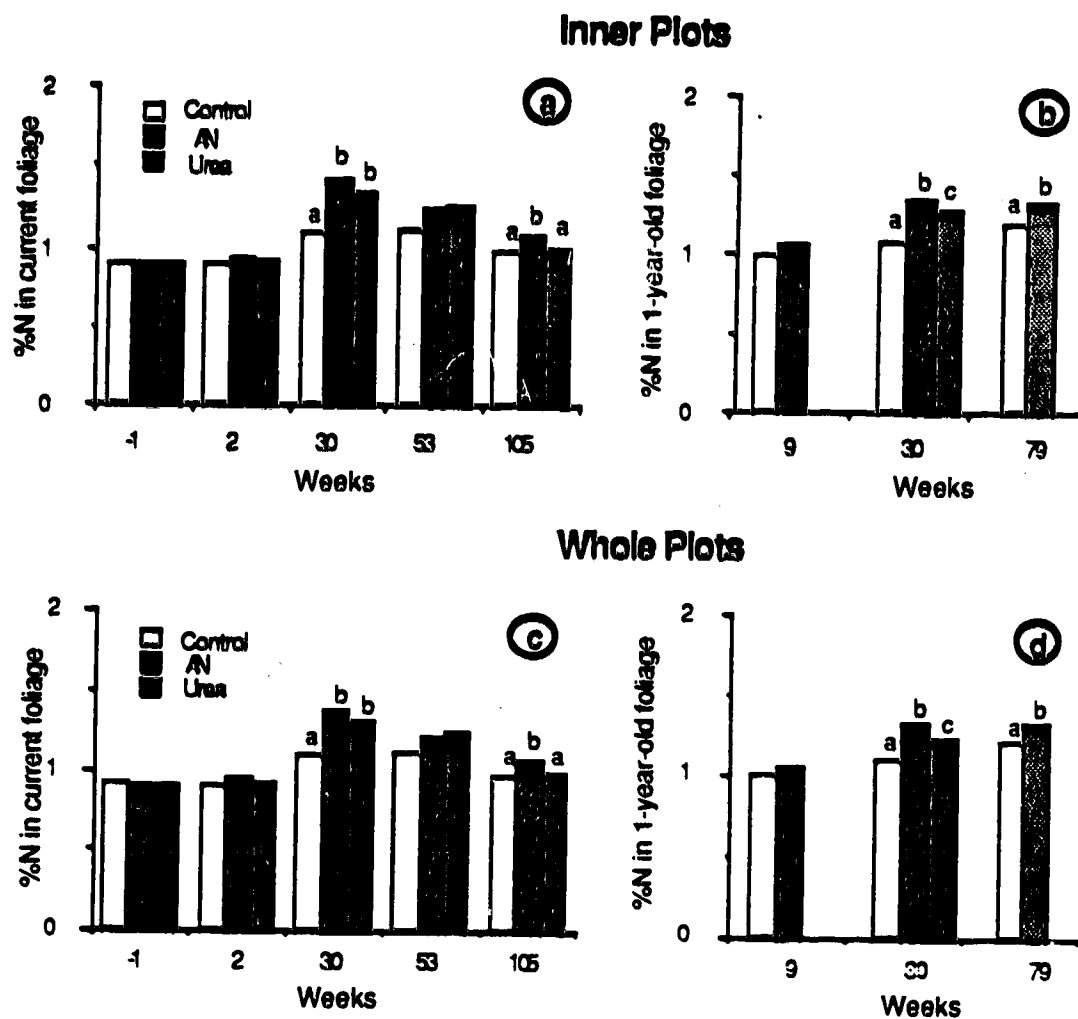 Inner Plots
a
2
1
0
%N in current foliage
Control
AN
Urea
a
b
b
a
b
a
-1
2
30
53
105
Weeks
b
2
1
0
%N in 1-year-old foliage
a
b
c
a
b
9
30
79
Weeks
Whole Plots
c
2
1
0
%N in current foliage
Control
AN
Urea
a
b
b
a
b
a
-1
2
30
53
105
Weeks
d
2
1
0
%N in 1-year-old foliage
a
b
c
a
b
9
30
79
Weeks